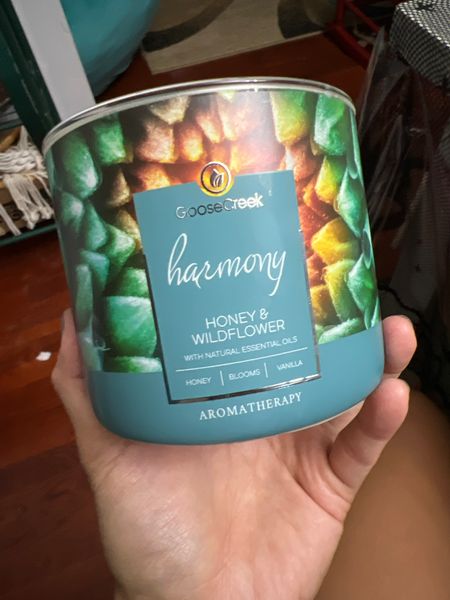 GooseCreek
harmony
HONEY &
WILDFLOWER
WITH NATURAL ESSENTIAL OILS
HONEY | BLOOMS | VANILLA
AROMATHERAPY